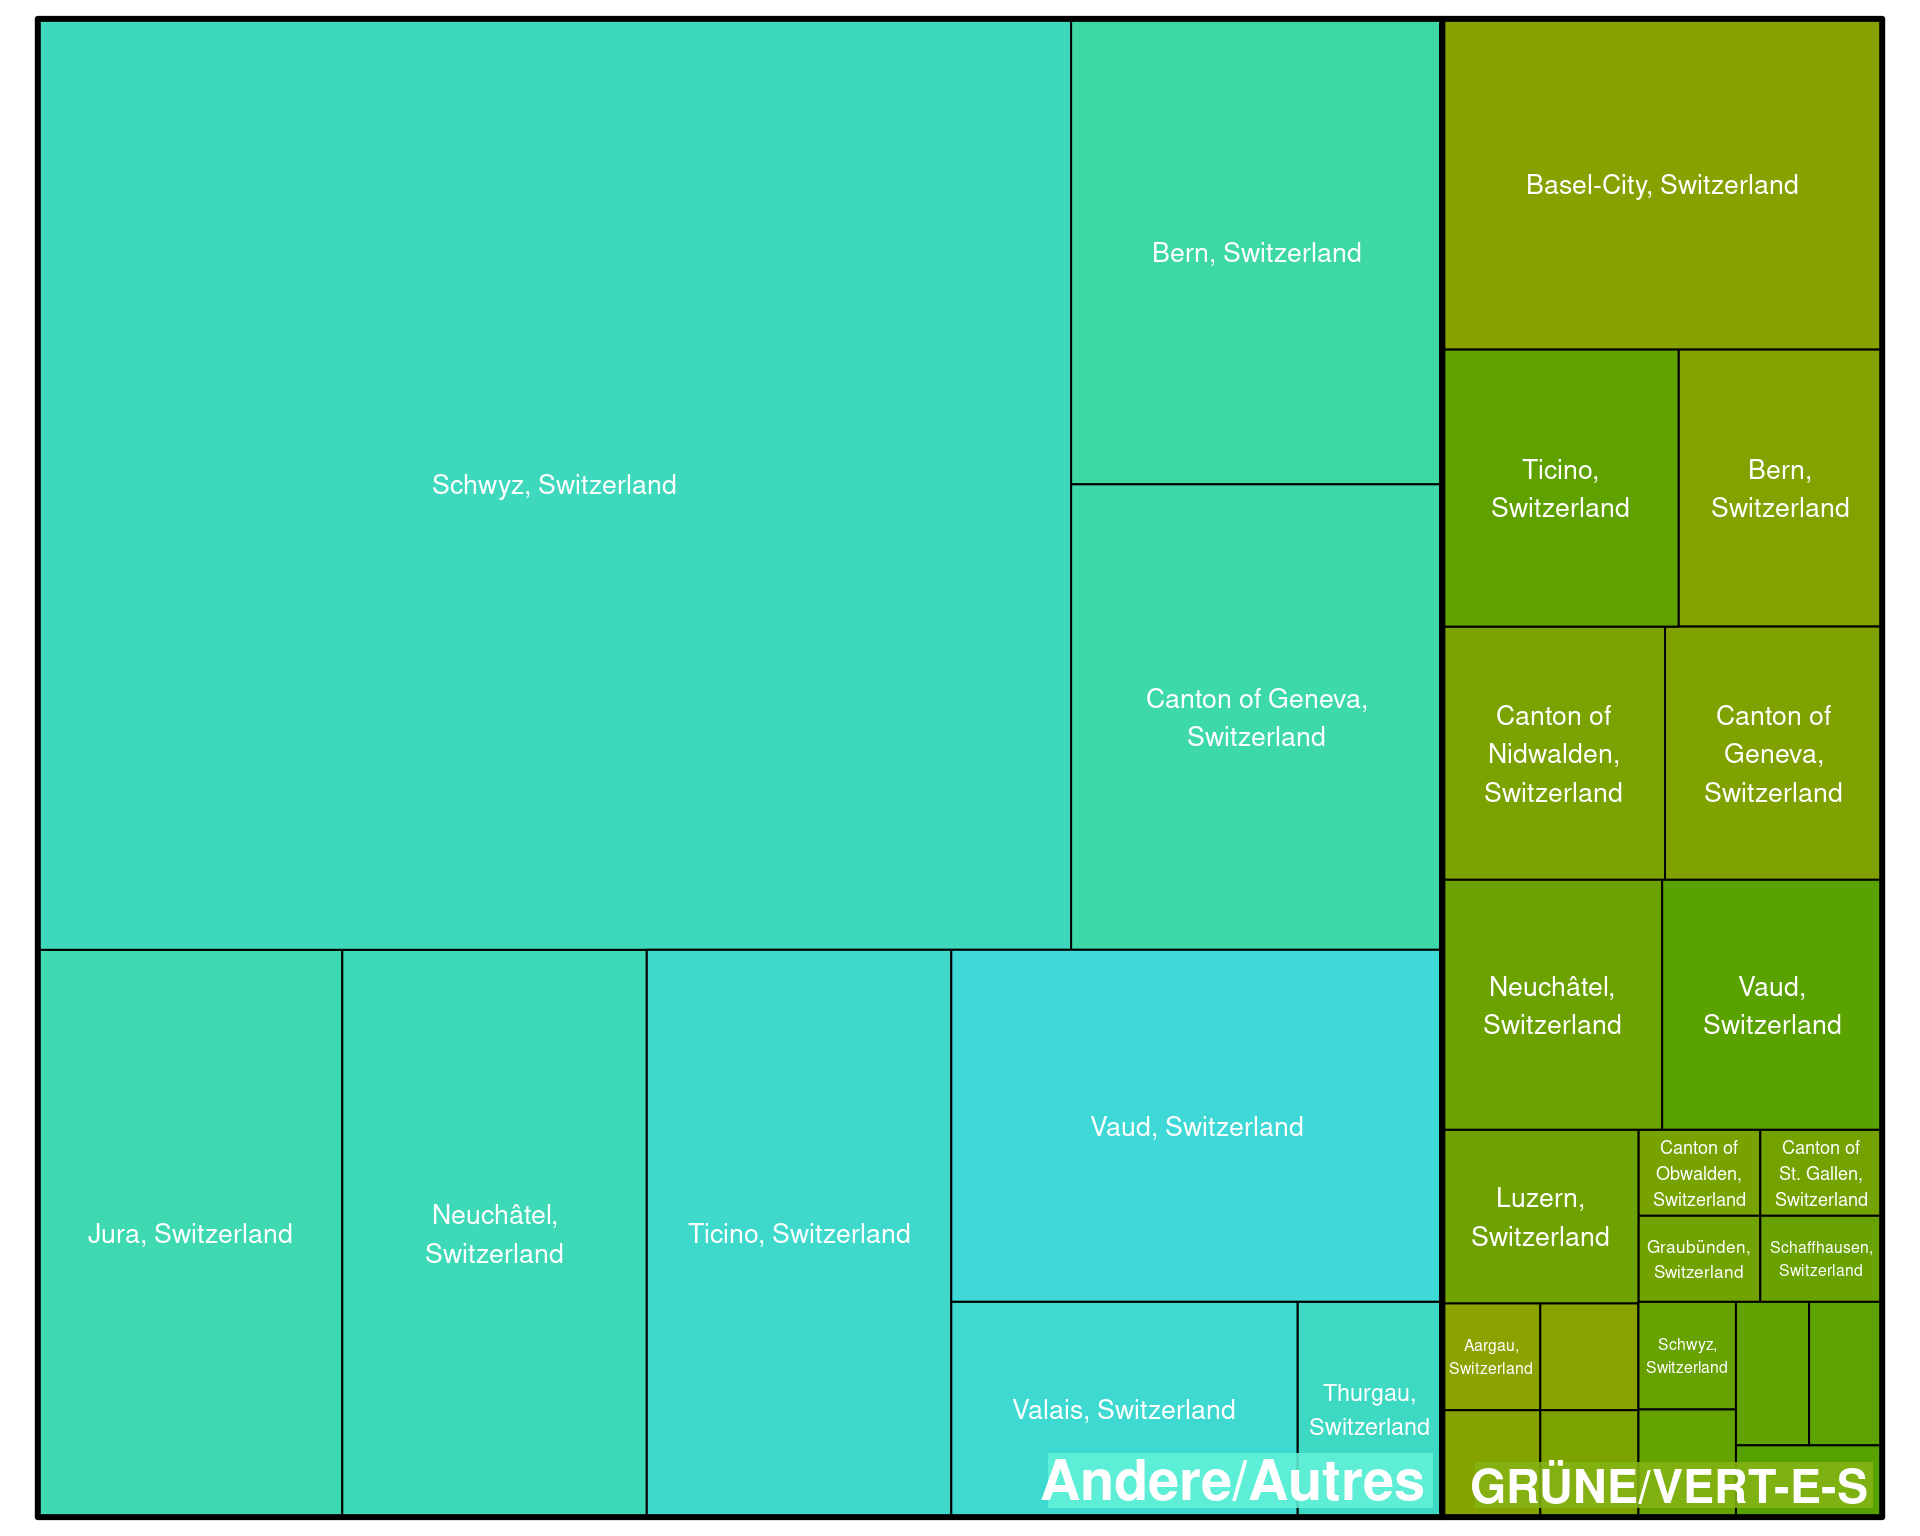 Schwyz, Switzerland
Bern, Switzerland
Canton of Geneva,
Switzerland
Jura, Switzerland
Neuchâtel,
Switzerland
Ticino, Switzerland
Vaud, Switzerland
Valais, Switzerland
Thurgau,
Switzerland
Andere/Autres
Basel-City, Switzerland
Ticino,
Switzerland
Bern,
Switzerland
Canton of
Nidwalden,
Switzerland
Canton of
Geneva,
Switzerland
Neuchâtel,
Switzerland
Vaud,
Switzerland
Luzern,
Switzerland
Canton of
Obwalden,
Switzerland
Canton of
St. Gallen,
Switzerland
Graubünden,
Switzerland
Schaffhausen,
Switzerland
Aargau,
Switzerland
Schwyz,
Switzerland
GRÜNE/VERT-E-S